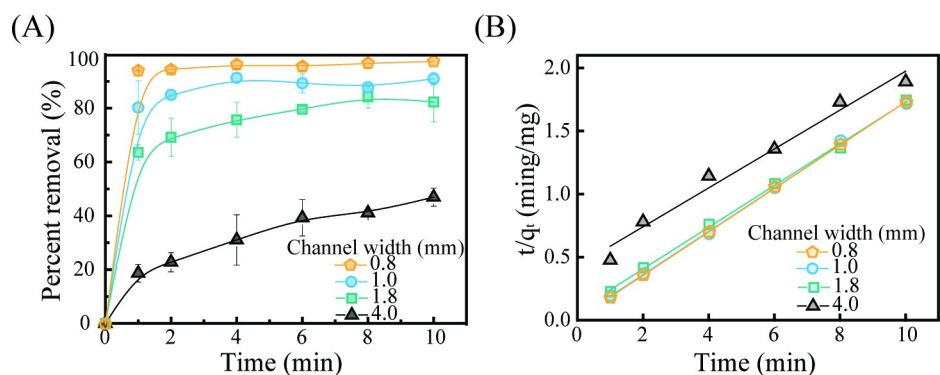 (A)
Percent removal (%)
100
80
60
40
20
0
0 2 4 6 8 10
Time (min)
Channel width (mm)
0.8
1.0
1.8
4.0
(B)
t/qt (ming/mg)
2.0
1.5
1.0
0.5
0.0
2 4 6 8 10
Time (min)
Channel width (mm)
0.8
1.0
1.8
4.0